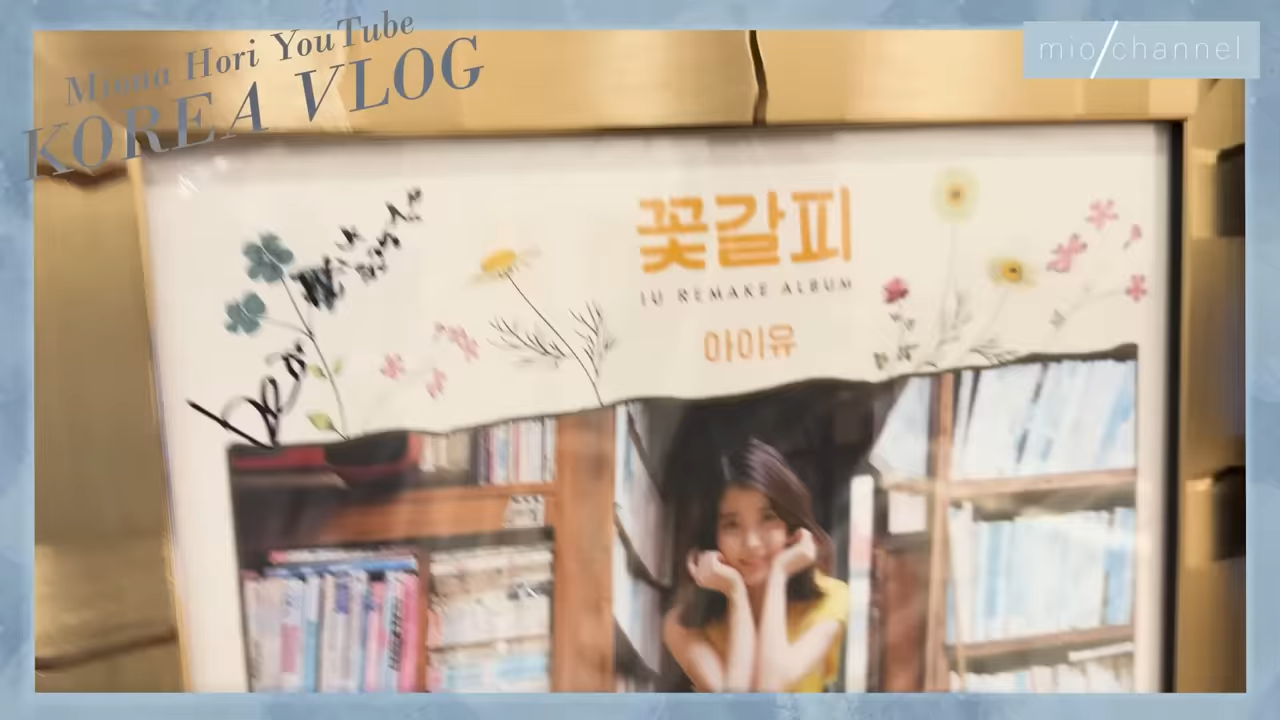 Miona Hori YouTube
KOREA VLOG
mio/channel
꽃갈피
IU REMAKE ALBUM
아이유